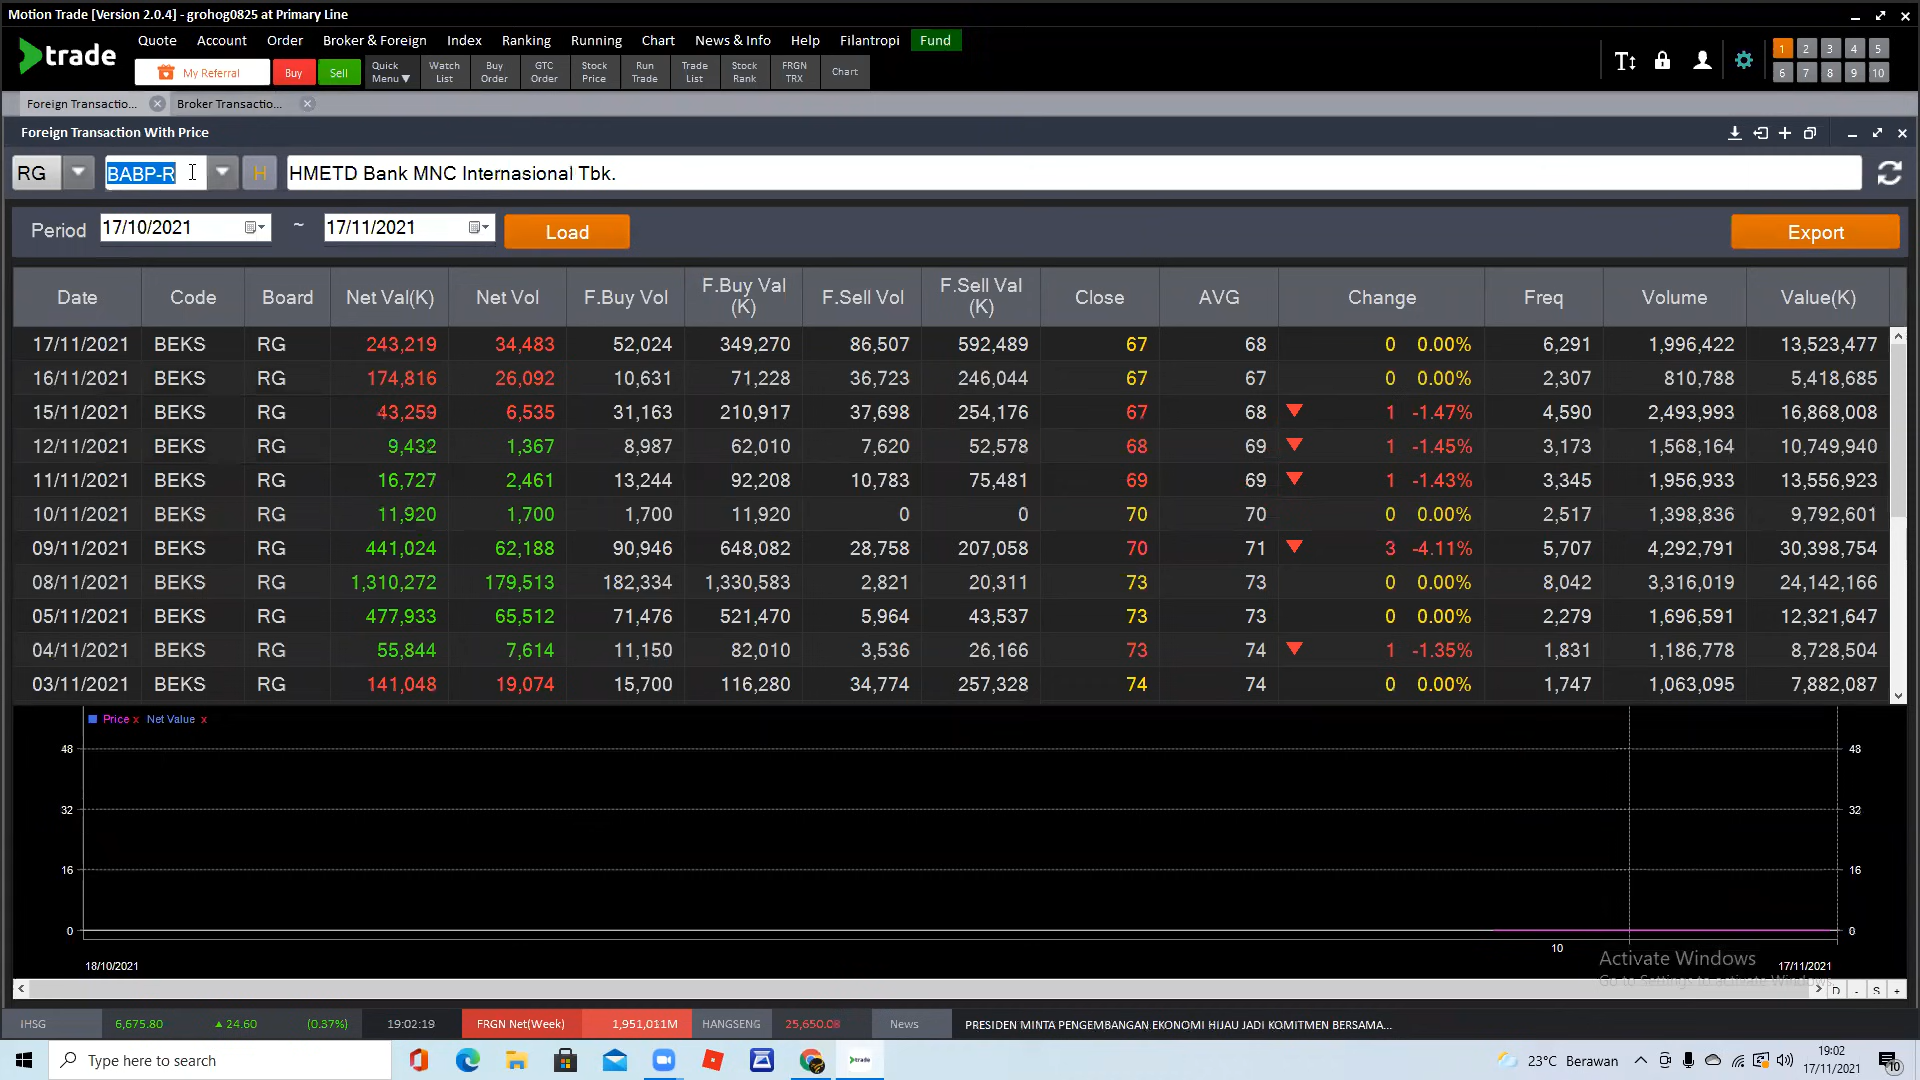 Motion Trade [Version 2.0.4] - grohog0825 at Primary Line
trade
Quote Account Order Broker & Foreign Index Ranking Running Chart News & Info Help Filantropi Fund
My Referral Buy Sell Quick Menu▼ Watch List Buy Order GTC Order Stock Price Run Trade Trade List Stock Rank FRGN TRX Chart
1 2 3 4 5
6 7 8 9 10
Foreign Transactio... Broker Transactio...
Foreign Transaction With Price
RG BABP-R H HMETD Bank MNC Internasional Tbk.
Period 17/10/2021 ~ 17/11/2021 Load Export
Date Code Board Net Val(K) Net Vol F.Buy Vol F.Buy Val (K) F.Sell Vol F.Sell Val (K) Close AVG Change Freq Volume Value(K)
17/11/2021 BEKS RG 243,219 34,483 52,024 349,270 86,507 592,489 67 68 0 0.00% 6,291 1,996,422 13,523,477
16/11/2021 BEKS RG 174,816 26,092 10,631 71,228 36,723 246,044 67 67 0 0.00% 2,307 810,788 5,418,685
15/11/2021 BEKS RG 43,259 6,535 31,163 210,917 37,698 254,176 67 68 ▼ 1 -1.47% 4,590 2,493,993 16,868,008
12/11/2021 BEKS RG 9,432 1,367 8,987 62,010 7,620 52,578 68 69 ▼ 1 -1.45% 3,173 1,568,164 10,749,940
11/11/2021 BEKS RG 16,727 2,461 13,244 92,208 10,783 75,481 69 69 ▼ 1 -1.43% 3,345 1,956,933 13,556,923
10/11/2021 BEKS RG 11,920 1,700 1,700 11,920 0 0 70 70 0 0.00% 2,517 1,398,836 9,792,601
09/11/2021 BEKS RG 441,024 62,188 90,946 648,082 28,758 207,058 70 71 ▼ 3 -4.11% 5,707 4,292,791 30,398,754
08/11/2021 BEKS RG 1,310,272 179,513 182,334 1,330,583 2,821 20,311 73 73 0 0.00% 8,042 3,316,019 24,142,166
05/11/2021 BEKS RG 477,933 65,512 71,476 521,470 5,964 43,537 73 73 0 0.00% 2,279 1,696,591 12,321,647
04/11/2021 BEKS RG 55,844 7,614 11,150 82,010 3,536 26,166 73 74 ▼ 1 -1.35% 1,831 1,186,778 8,728,504
03/11/2021 BEKS RG 141,048 19,074 15,700 116,280 34,774 257,328 74 74 0 0.00% 1,747 1,063,095 7,882,087
Price x Net Value x
48 48
32 32
16 16
0 0
10
18/10/2021 17/11/2021
Activate Windows
Go to Settings to activate Windows.
D - S +
IHSG 6,675.80 ▲ 24.60 (0.37%) 19:02:19 FRGN Net(Week) 1,951,011M HANGSENG 25,650.08 News PRESIDEN MINTA PENGEMBANGAN EKONOMI HIJAU JADI KOMITMEN BERSAMA...
Type here to search trade 23°C Berawan 19:02
17/11/2021 10